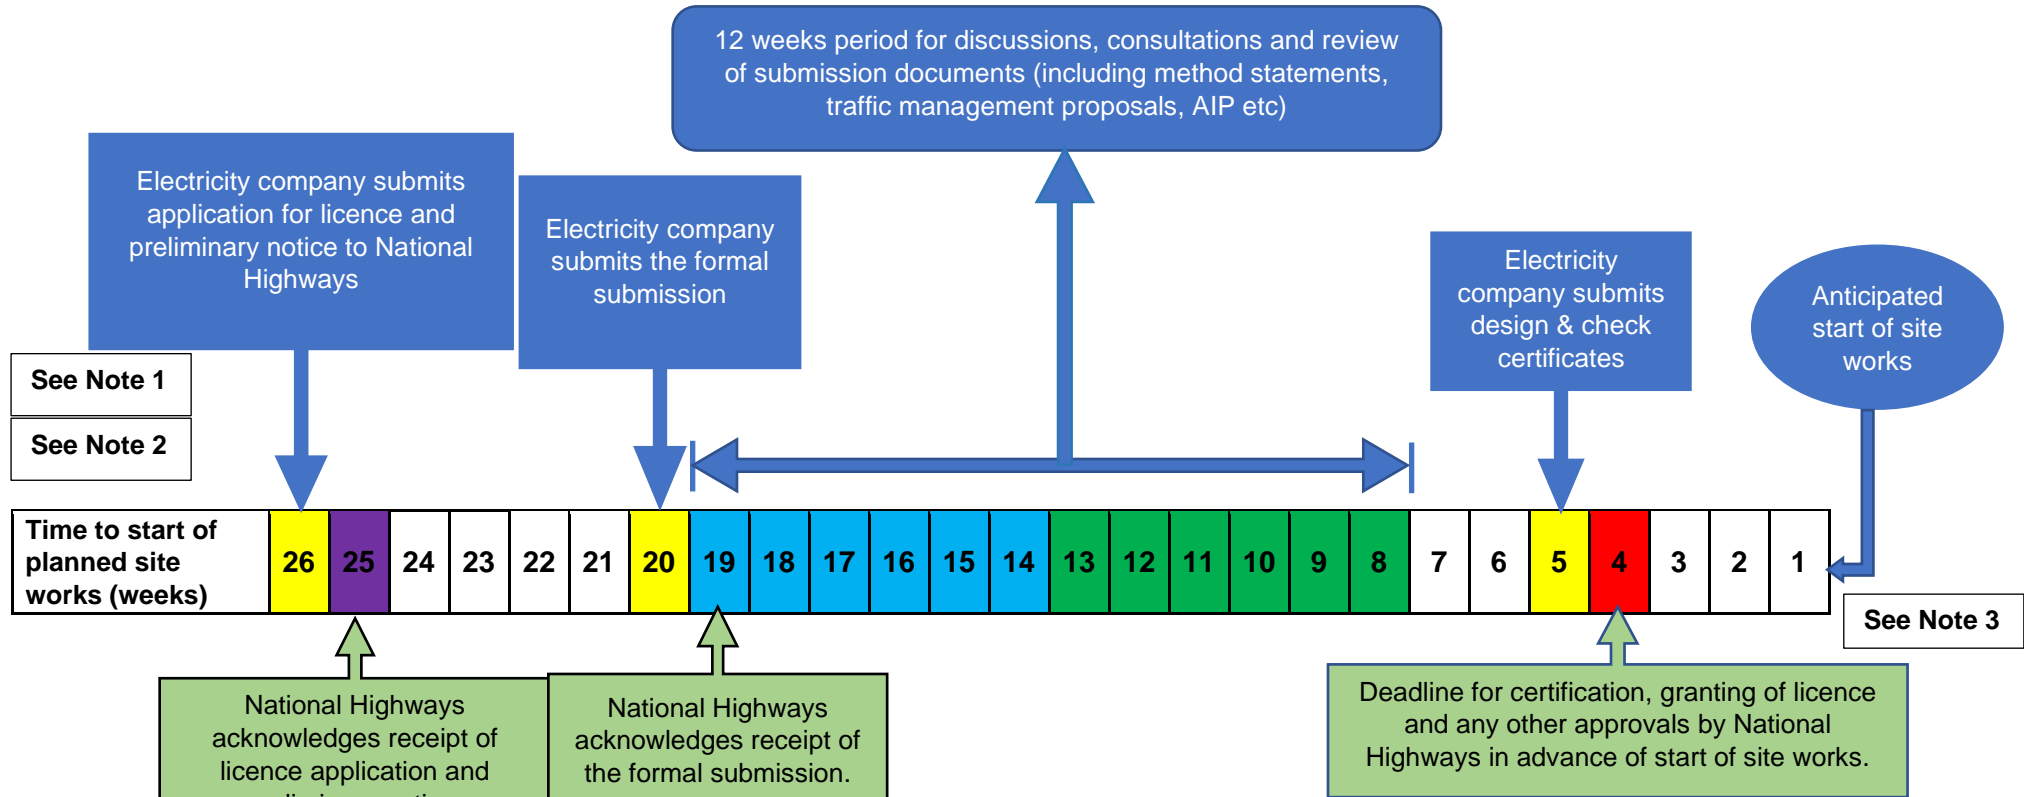 12 weeks period for discussions, consultations and review
of submission documents (including method statements,
traffic management proposals, AIP etc)
Electricity company submits
application for licence and
preliminary notice to National
Highways
Electricity company
submits the formal
submission
Electricity
company submits
design & check
certificates
Anticipated
start of site
works
See Note 1
See Note 2
Time to start of
planned site
works (weeks)
26 25 24 23 22 21 20 19 18 17 16 15 14 13 12 11 10 9 8 7 6 5 4 3 2 1
See Note 3
National Highways
acknowledges receipt of
licence application and
National Highways
acknowledges receipt of
the formal submission.
Deadline for certification, granting of licence
and any other approvals by National
Highways in advance of start of site works.